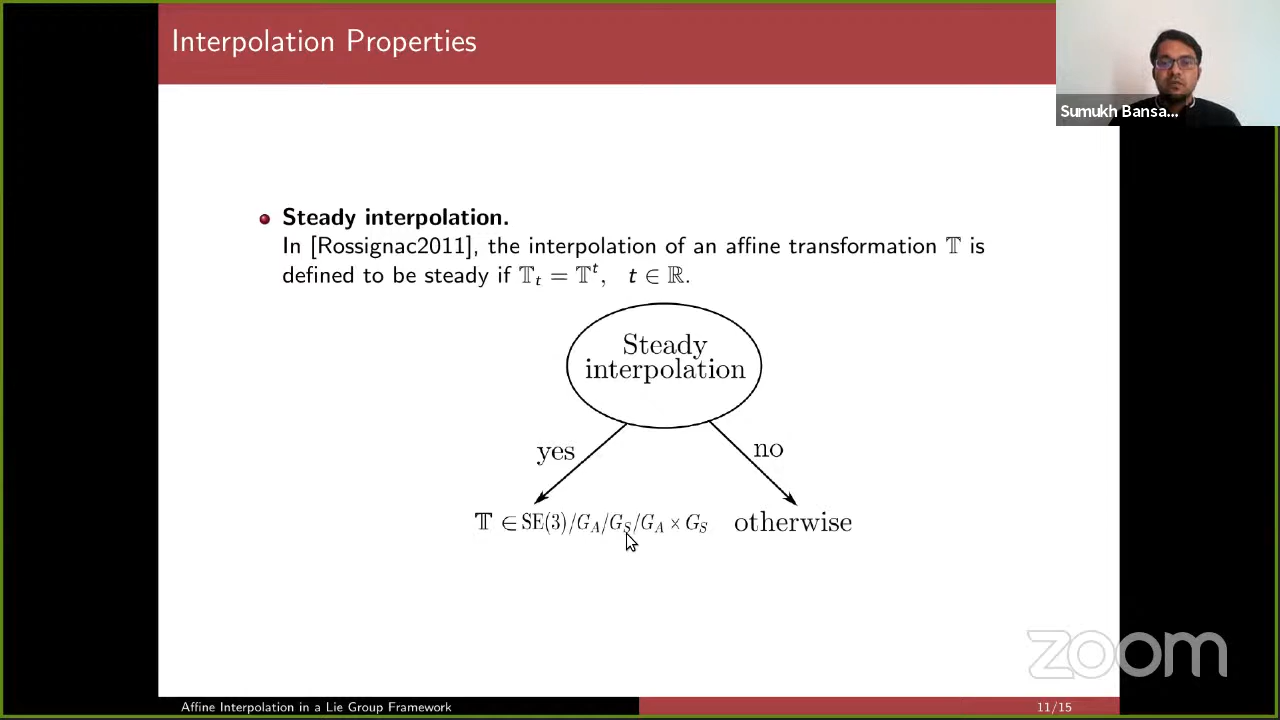 Interpolation Properties
Sumukh Bansa...
Steady interpolation.
In [Rossignac2011], the interpolation of an affine transformation 𝕋 is
defined to be steady if 𝕋ₜ = 𝕋ᵗ, t ∈ ℝ.
Steady
interpolation
yes
no
𝕋 ∈ SE(3)/G_A/G_S/G_A × G_S
otherwise
zoom
Affine Interpolation in a Lie Group Framework
11/15